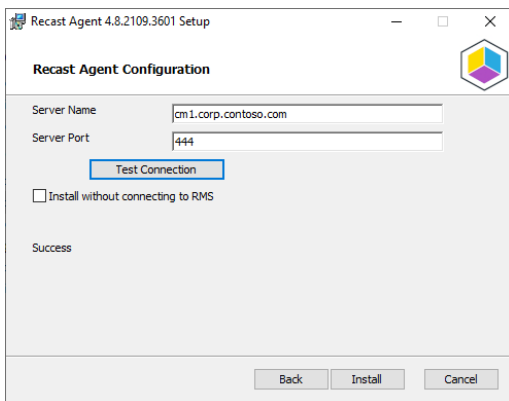 Recast Agent 4.8.2109.3601 Setup
Recast Agent Configuration
Server Name cm1.corp.contoso.com
Server Port 444
Test Connection
Install without connecting to RMS
Success
Back Install Cancel